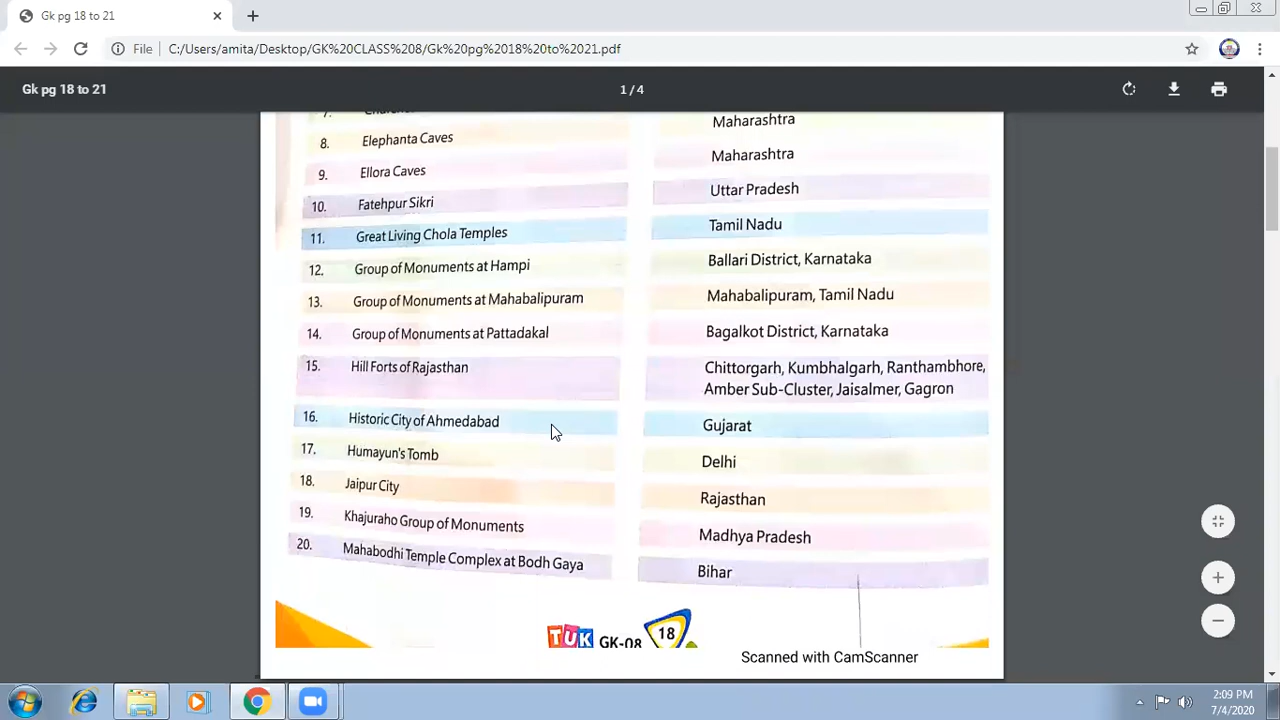 Gk pg 18 to 21
File C:/Users/amita/Desktop/GK%20CLASS%208/Gk%20pg%2018%20to%2021.pdf
Gk pg 18 to 21 1 / 4
7. Maharashtra
8. Elephanta Caves Maharashtra
9. Ellora Caves Uttar Pradesh
10. Fatehpur Sikri Tamil Nadu
11. Great Living Chola Temples Ballari District, Karnataka
12. Group of Monuments at Hampi Mahabalipuram, Tamil Nadu
13. Group of Monuments at Mahabalipuram Bagalkot District, Karnataka
14. Group of Monuments at Pattadakal Chittorgarh, Kumbhalgarh, Ranthambhore,
15. Hill Forts of Rajasthan Amber Sub-Cluster, Jaisalmer, Gagron
16. Historic City of Ahmedabad Gujarat
17. Humayun's Tomb Delhi
18. Jaipur City Rajasthan
19. Khajuraho Group of Monuments Madhya Pradesh
20. Mahabodhi Temple Complex at Bodh Gaya Bihar
TUK GK-08 18
Scanned with CamScanner
2:09 PM
7/4/2020